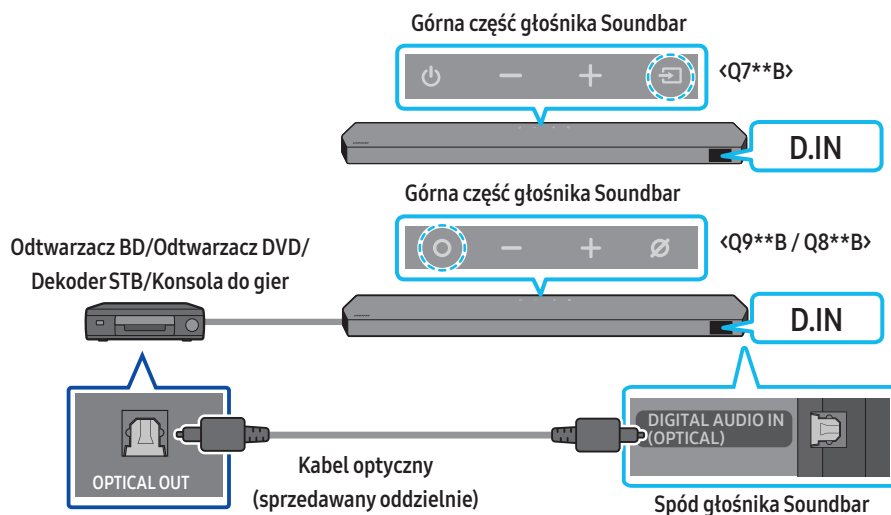 Górna część głośnika Soundbar
<Q7**B>
D.IN
Górna część głośnika Soundbar
<Q9**B / Q8**B>
Odtwarzacz BD/Odtwarzacz DVD/
Dekoder STB/Konsola do gier
D.IN
OPTICAL OUT
Kabel optyczny
(sprzedawany oddzielnie)
DIGITAL AUDIO IN
(OPTICAL)
Spód głośnika Soundbar